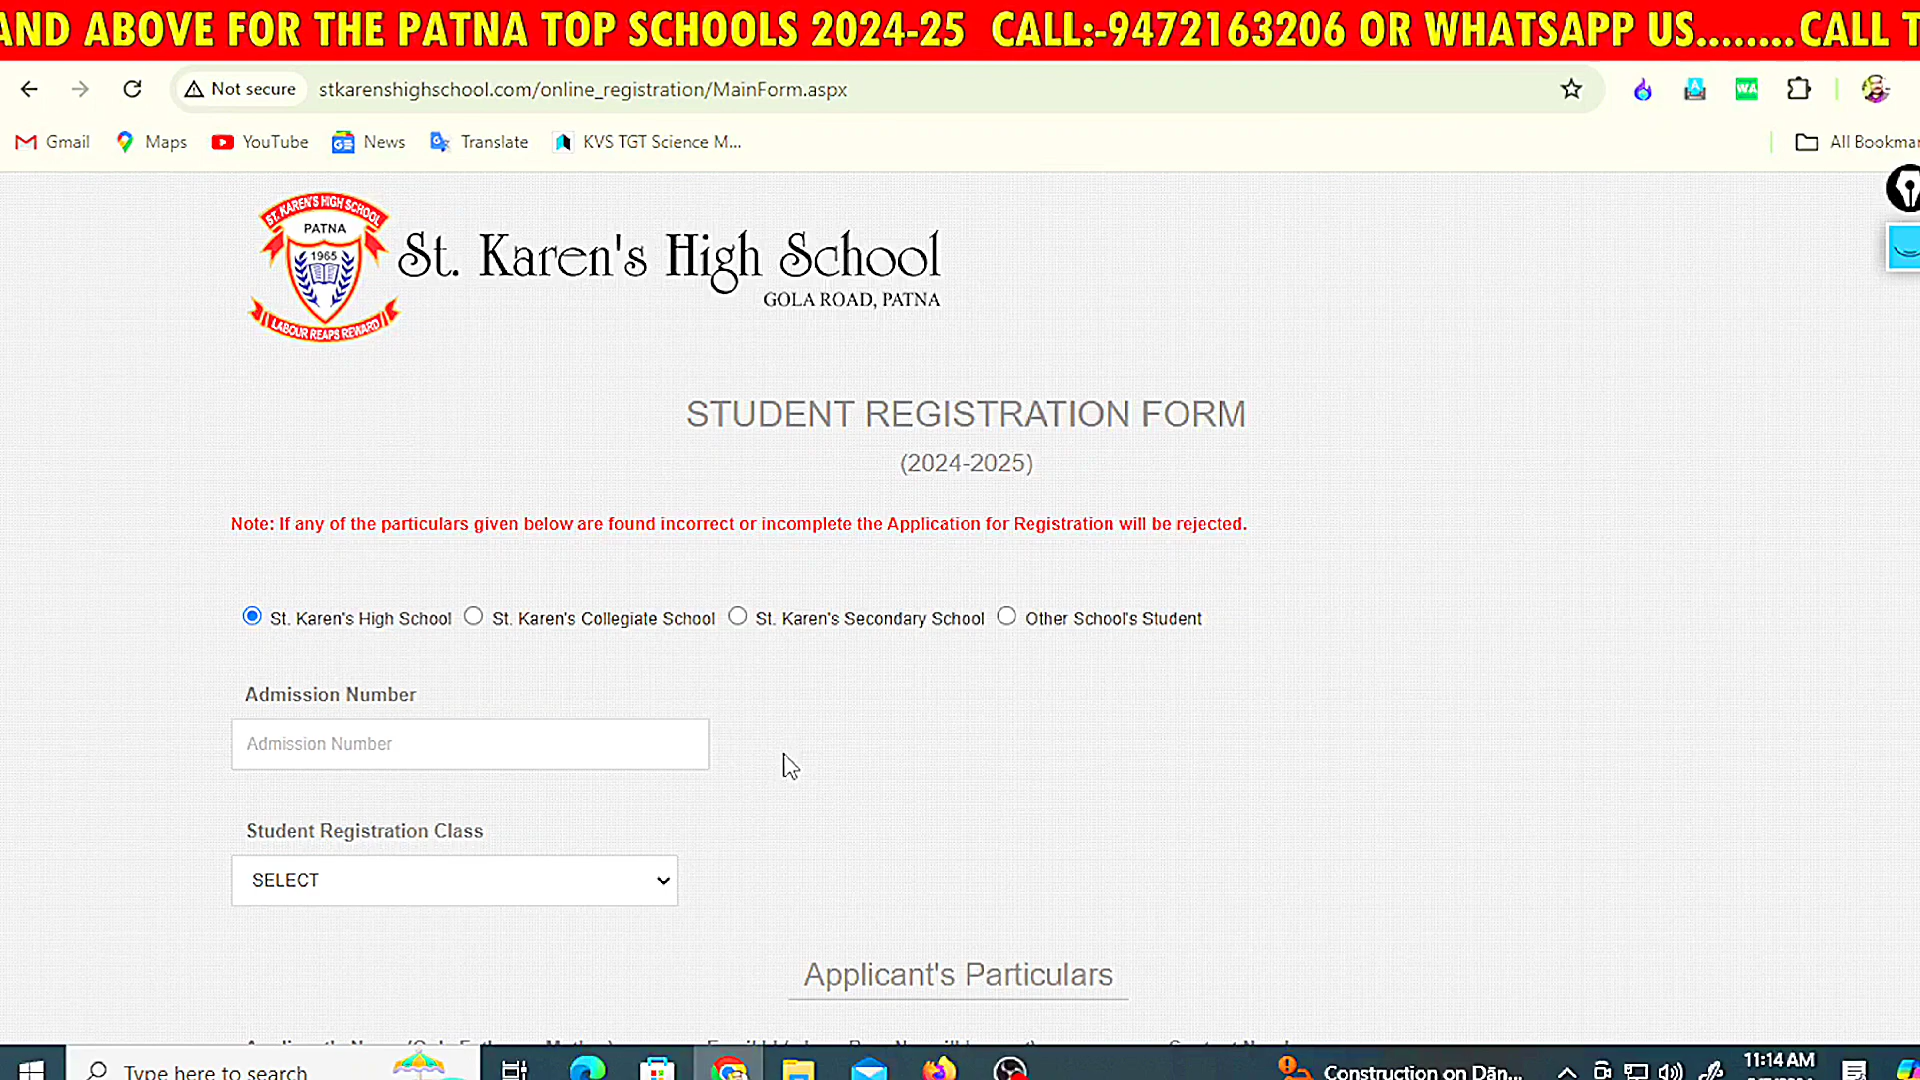 AND ABOVE FOR THE PATNA TOP SCHOOLS 2024-25 CALL:-9472163206 OR WHATSAPP US........CALL T
Not secure stkarenshighschool.com/online_registration/MainForm.aspx WA
Gmail Maps YouTube News Translate KVS TGT Science M... All Bookmar
ST. KAREN'S HIGH SCHOOL
PATNA
1965
LABOUR REAPS REWARD
St. Karen's High School
GOLA ROAD, PATNA
STUDENT REGISTRATION FORM
(2024-2025)
Note: If any of the particulars given below are found incorrect or incomplete the Application for Registration will be rejected.
St. Karen's High School St. Karen's Collegiate School St. Karen's Secondary School Other School's Student
Admission Number
Admission Number
Student Registration Class
SELECT
Applicant's Particulars
Type here to search Construction on Dān... 11:14 AM